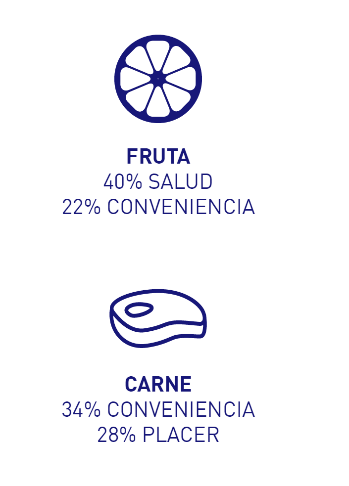 FRUTA
40% SALUD
22% CONVENIENCIA
CARNE
34% CONVENIENCIA
28% PLACER